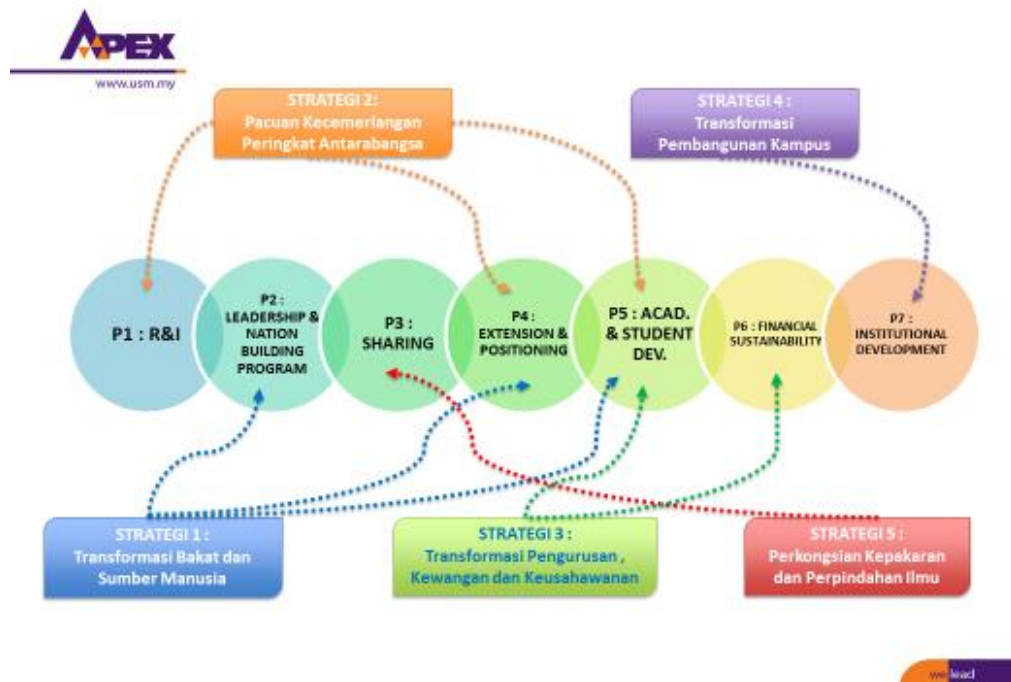 APEX
www.usm.my
STRATEGI 2:
Pacuan Kecemerlangan
Peringkat Antarabangsa
STRATEGI 4 :
Transformasi
Pembangunan Kampus
P1 : R&I
P2 :
LEADERSHIP &
NATION
BUILDING
PROGRAM
P3 :
SHARING
P4 :
EXTENSION &
POSITIONING
P5 : ACAD.
& STUDENT
DEV.
P6 : FINANCIAL
SUSTAINABILITY
P7 :
INSTITUTIONAL
DEVELOPMENT
STRATEGI 1 :
Transformasi Bakat dan
Sumber Manusia
STRATEGI 3 :
Transformasi Pengurusan ,
Kewangan dan Keusahawanan
STRATEGI 5 :
Perkongsian Kepakaran
dan Perpindahan Ilmu
we lead